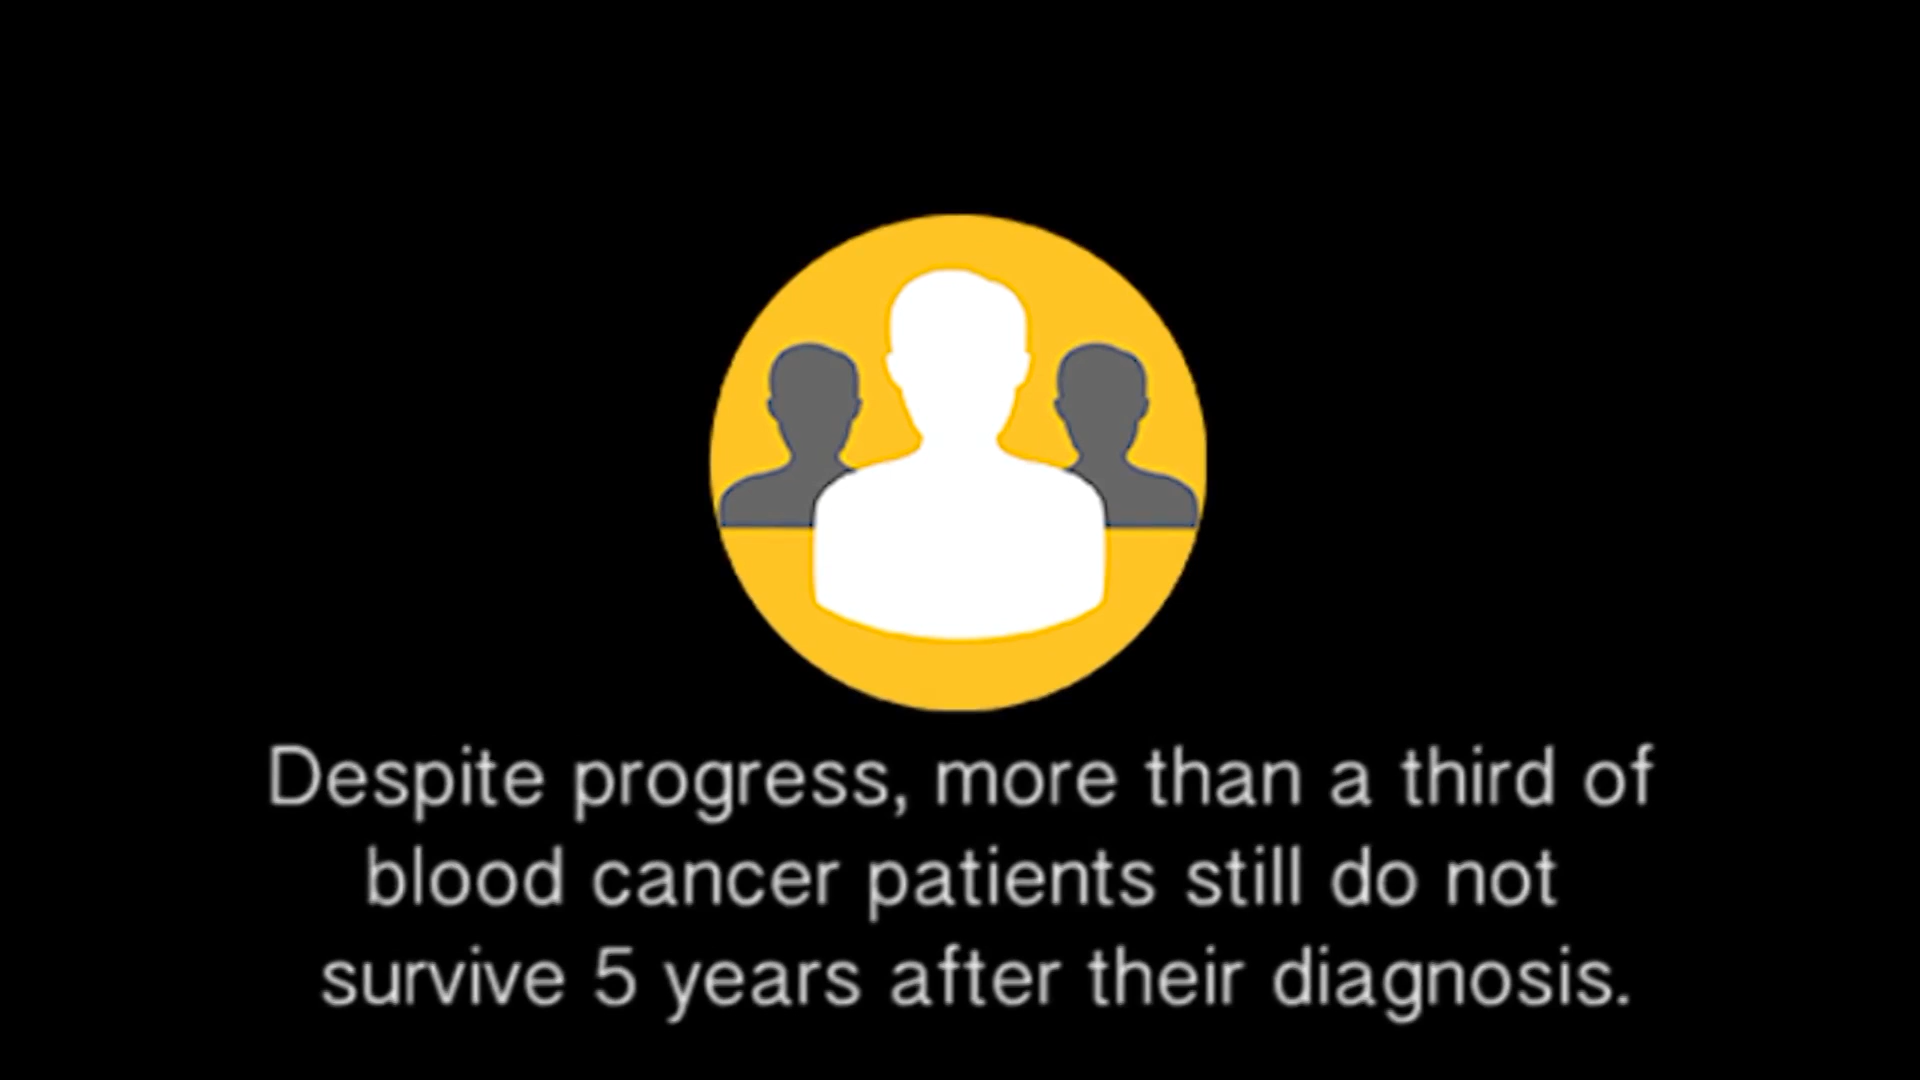 Despite progress, more than a third of
blood cancer patients still do not
survive 5 years after their diagnosis.